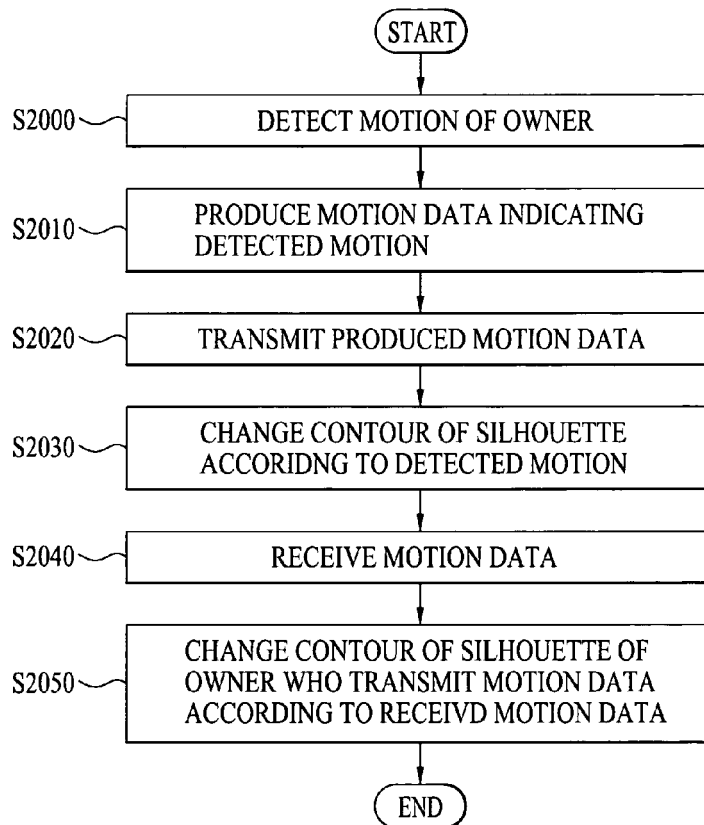 START
S2000
DETECT MOTION OF OWNER
S2010
PRODUCE MOTION DATA INDICATING
DETECTED MOTION
S2020
TRANSMIT PRODUCED MOTION DATA
S2030
CHANGE CONTOUR OF SILHOUETTE
ACCORIDNG TO DETECTED MOTION
S2040
RECEIVE MOTION DATA
S2050
CHANGE CONTOUR OF SILHOUETTE OF
OWNER WHO TRANSMIT MOTION DATA
ACCORDING TO RECEIVD MOTION DATA
END